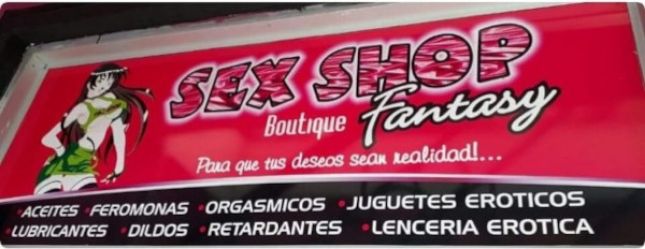 SEX SHOP
Boutique Fantasy
Para que tus deseos sean realidad!...
•ACEITES •FEROMONAS •ORGASMICOS •JUGUETES EROTICOS
•LUBRICANTES •DILDOS •RETARDANTES •LENCERIA EROTICA